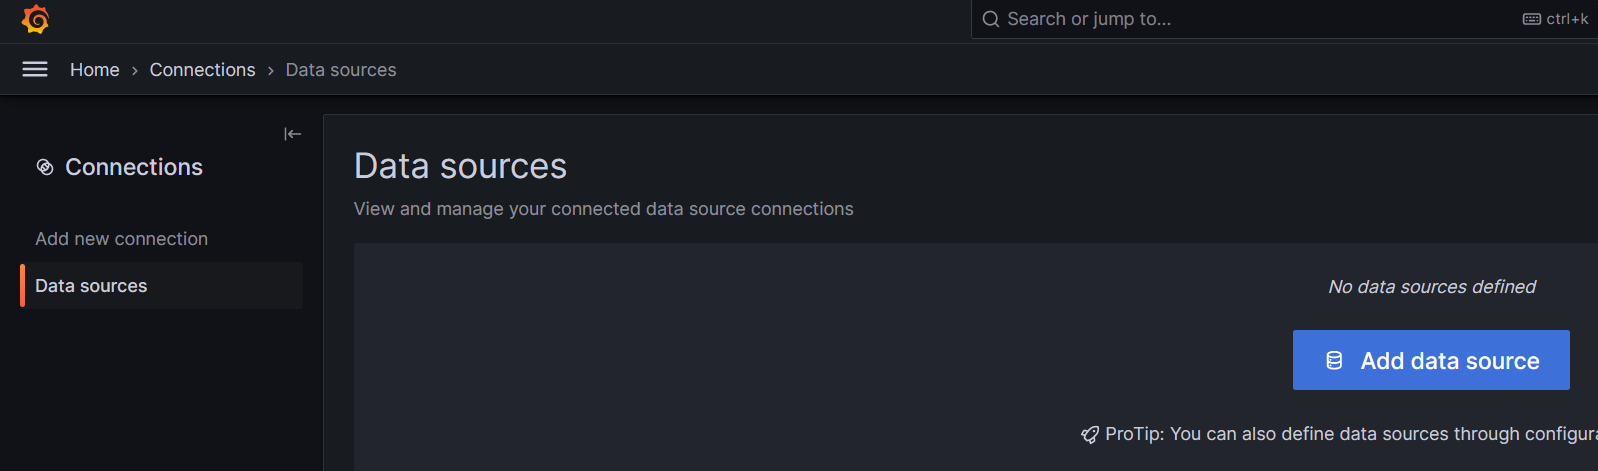 Search or jump to...
ctrl+k
Home › Connections › Data sources
Connections
Add new connection
Data sources
Data sources
View and manage your connected data source connections
No data sources defined
Add data source
ProTip: You can also define data sources through